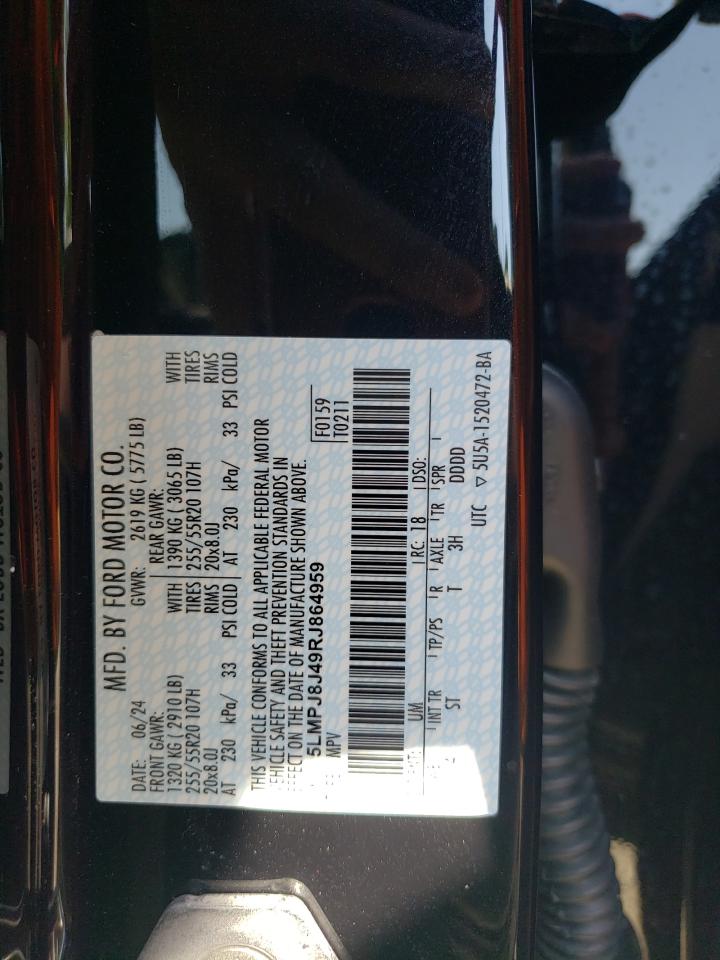 MFD. BY FORD MOTOR CO.
DATE: 06/24 GVWR: 2619 KG ( 5775 LB)
FRONT GAWR: REAR GAWR:
1320 KG ( 2910 LB) WITH 1390 KG ( 3065 LB) WITH
255/55R20 107H TIRES 255/55R20 107H TIRES
20x8.0J RIMS 20x8.0J RIMS
AT 230 kPa/ 33 PSI COLD AT 230 kPa/ 33 PSI COLD
THIS VEHICLE CONFORMS TO ALL APPLICABLE FEDERAL MOTOR
VEHICLE SAFETY AND THEFT PREVENTION STANDARDS IN
EFFECT ON THE DATE OF MANUFACTURE SHOWN ABOVE.
5LMPJ8J49RJ864959
MPV
F0159
T0211
UM RC: 18 DSO:
INT TR TP/PS R AXLE TR SPR
ST T 3H DDDD
UTC ▽ 5U5A-1520472-BA